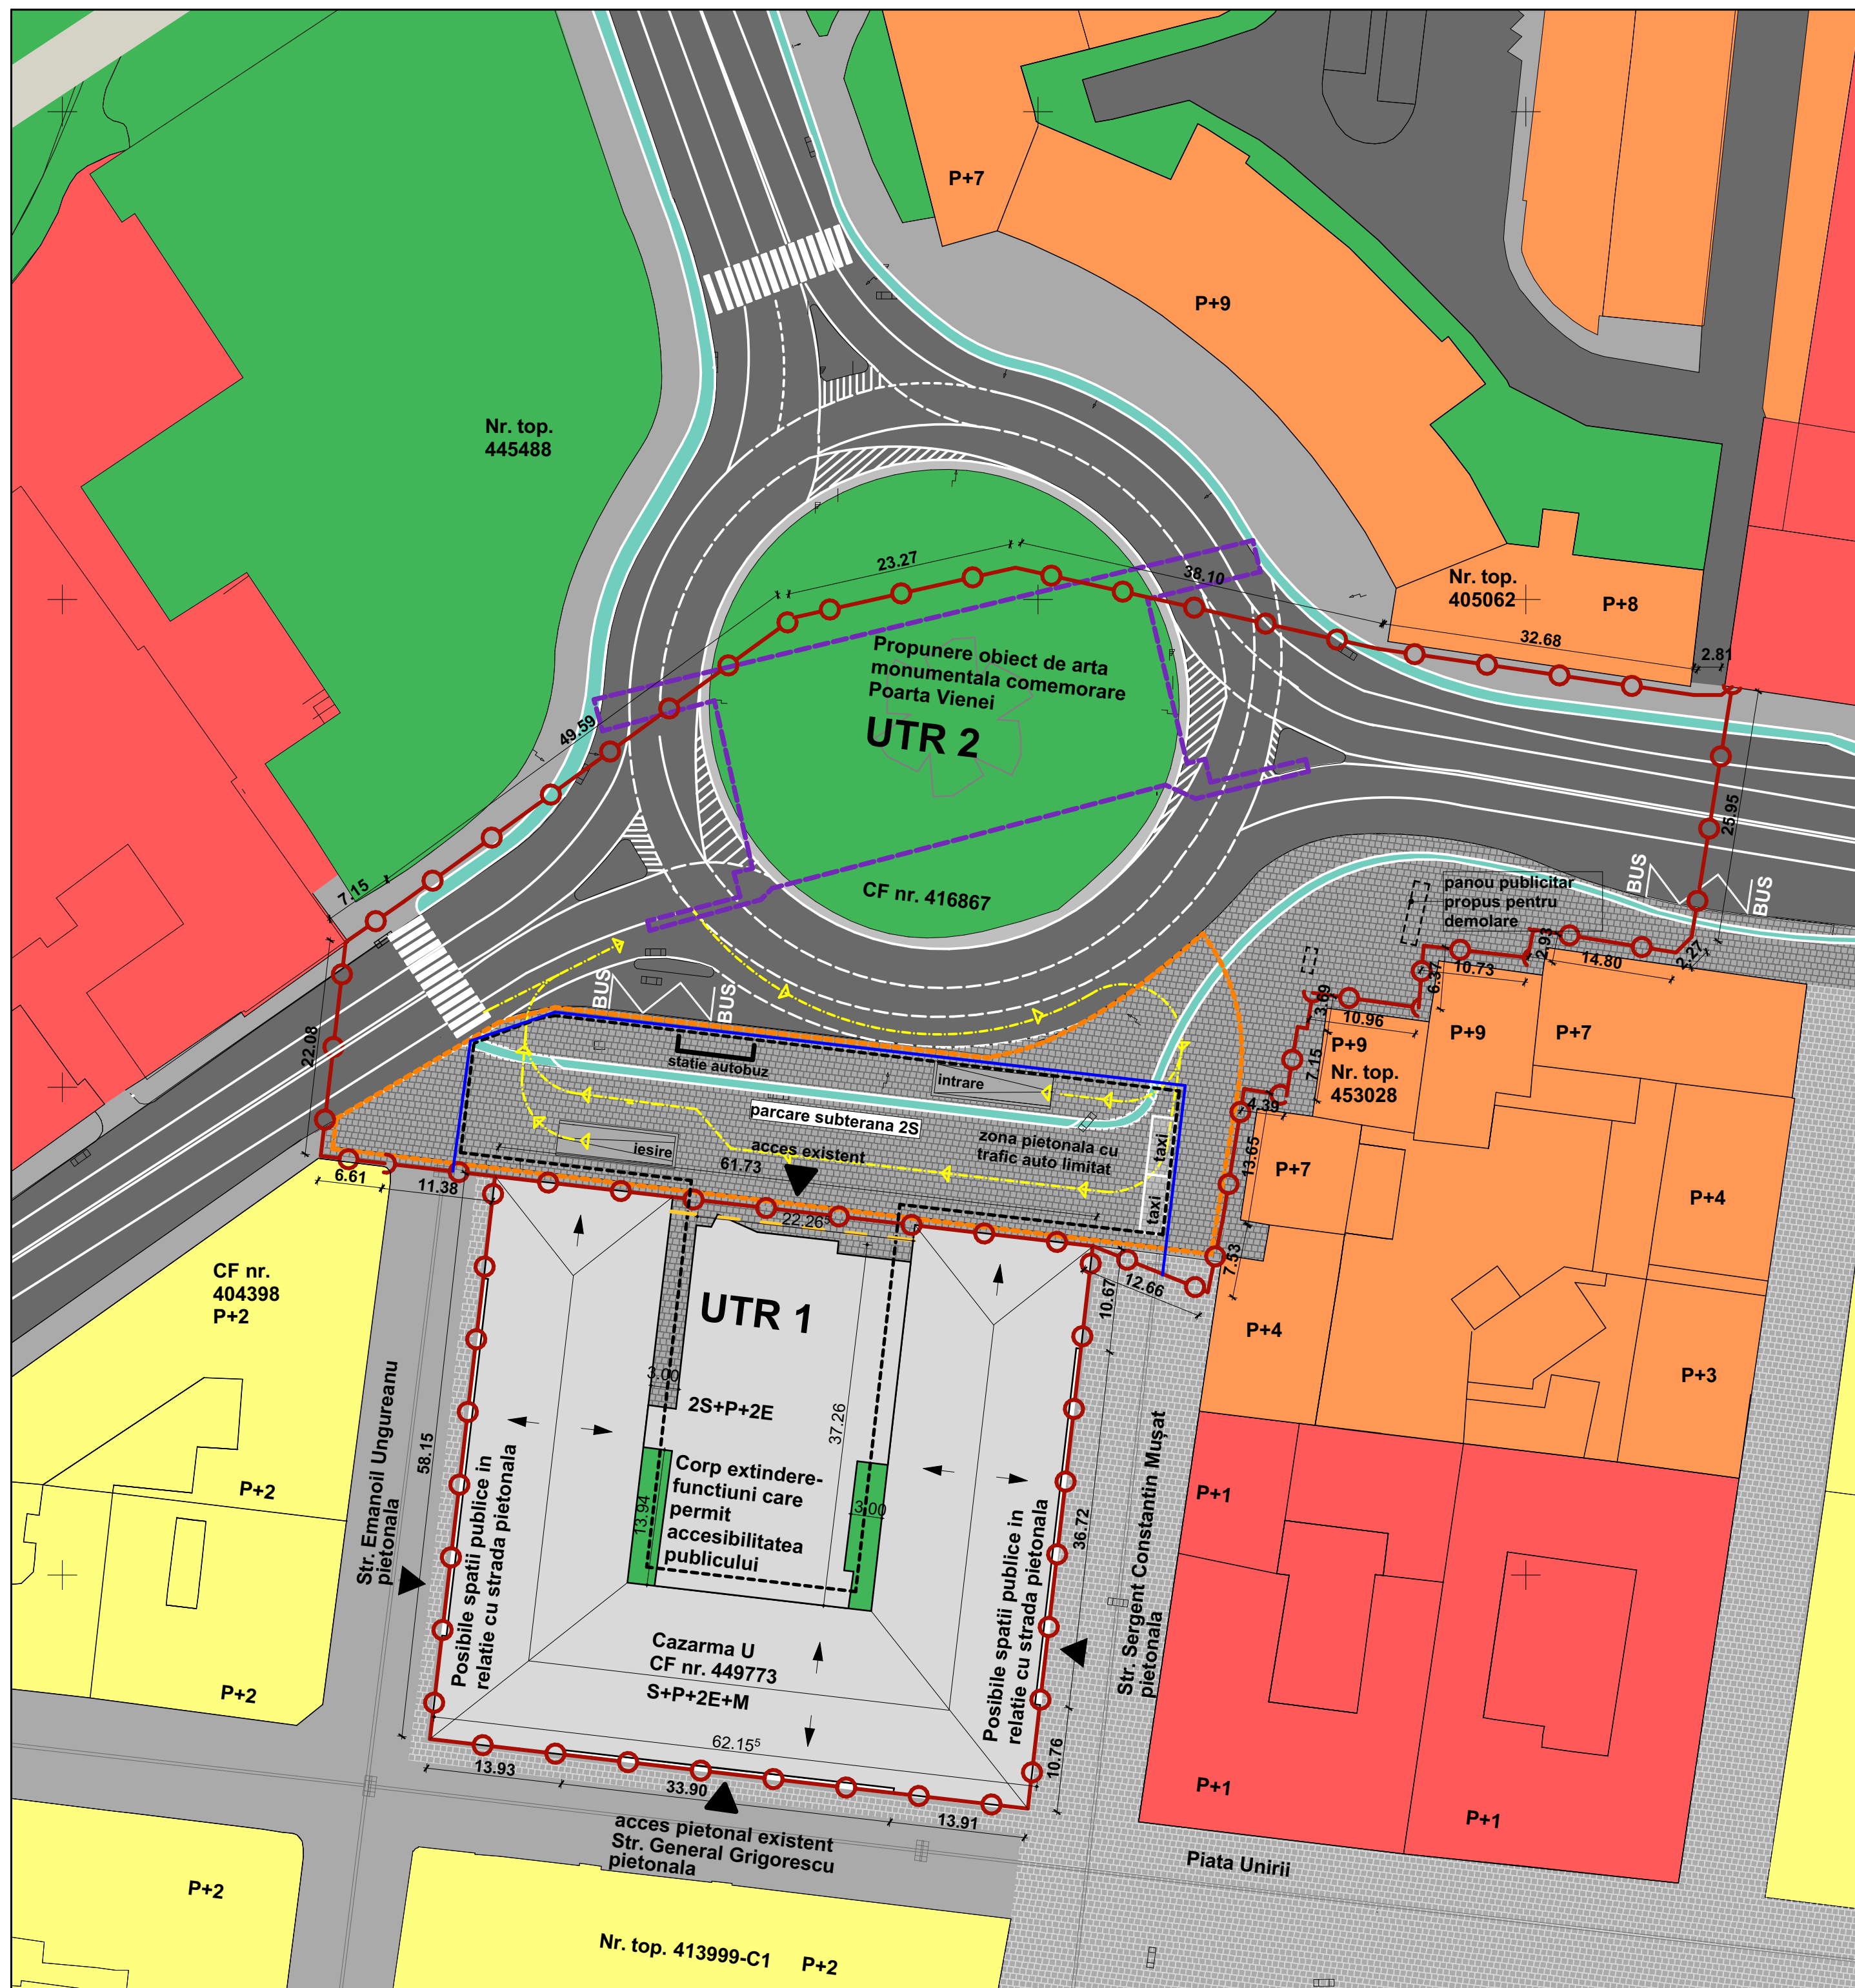 P+7
P+9
Nr. top.
445488
23.27
38.10
Nr. top.
405062
P+8
32.68
2.81
Propunere obiect de arta
monumentala comemorare
Poarta Vienei
UTR 2
49.59
25.95
CF nr. 416867
7.15
BUS
BUS
panou publicitar
propus pentru
demolare
2.93
14.80
2.27
10.73
6.37
3.69
10.96
P+9
P+7
P+9
Nr. top.
453028
7.15
BUS
BUS
22.08
statie autobuz
intrare
parcare subterana 2S
iesire
acces existent
61.73
zona pietonala cu
trafic auto limitat
taxi
taxi
4.39
13.65
P+7
P+4
6.61
11.38
22.26⁵
7.53
12.66
10.67
CF nr.
404398
P+2
UTR 1
P+4
P+3
3.00
2S+P+2E
37.26
Str. Emanoil Ungureanu
pietonala
58.15
Posibile spatii publice in
relatie cu strada pietonala
Corp extindere-
functiuni care
permit
accesibilitatea
publicului
13.94
3.00
Posibile spatii publice in
relatie cu strada pietonala
36.72
Str. Sergent Constantin Mușat
pietonala
P+2
P+1
Cazarma U
CF nr. 449773
S+P+2E+M
P+2
62.15⁵
10.76
13.93
33.90
13.91
P+1
P+1
acces pietonal existent
Str. General Grigorescu
pietonala
Piata Unirii
P+2
Nr. top. 413999-C1
P+2